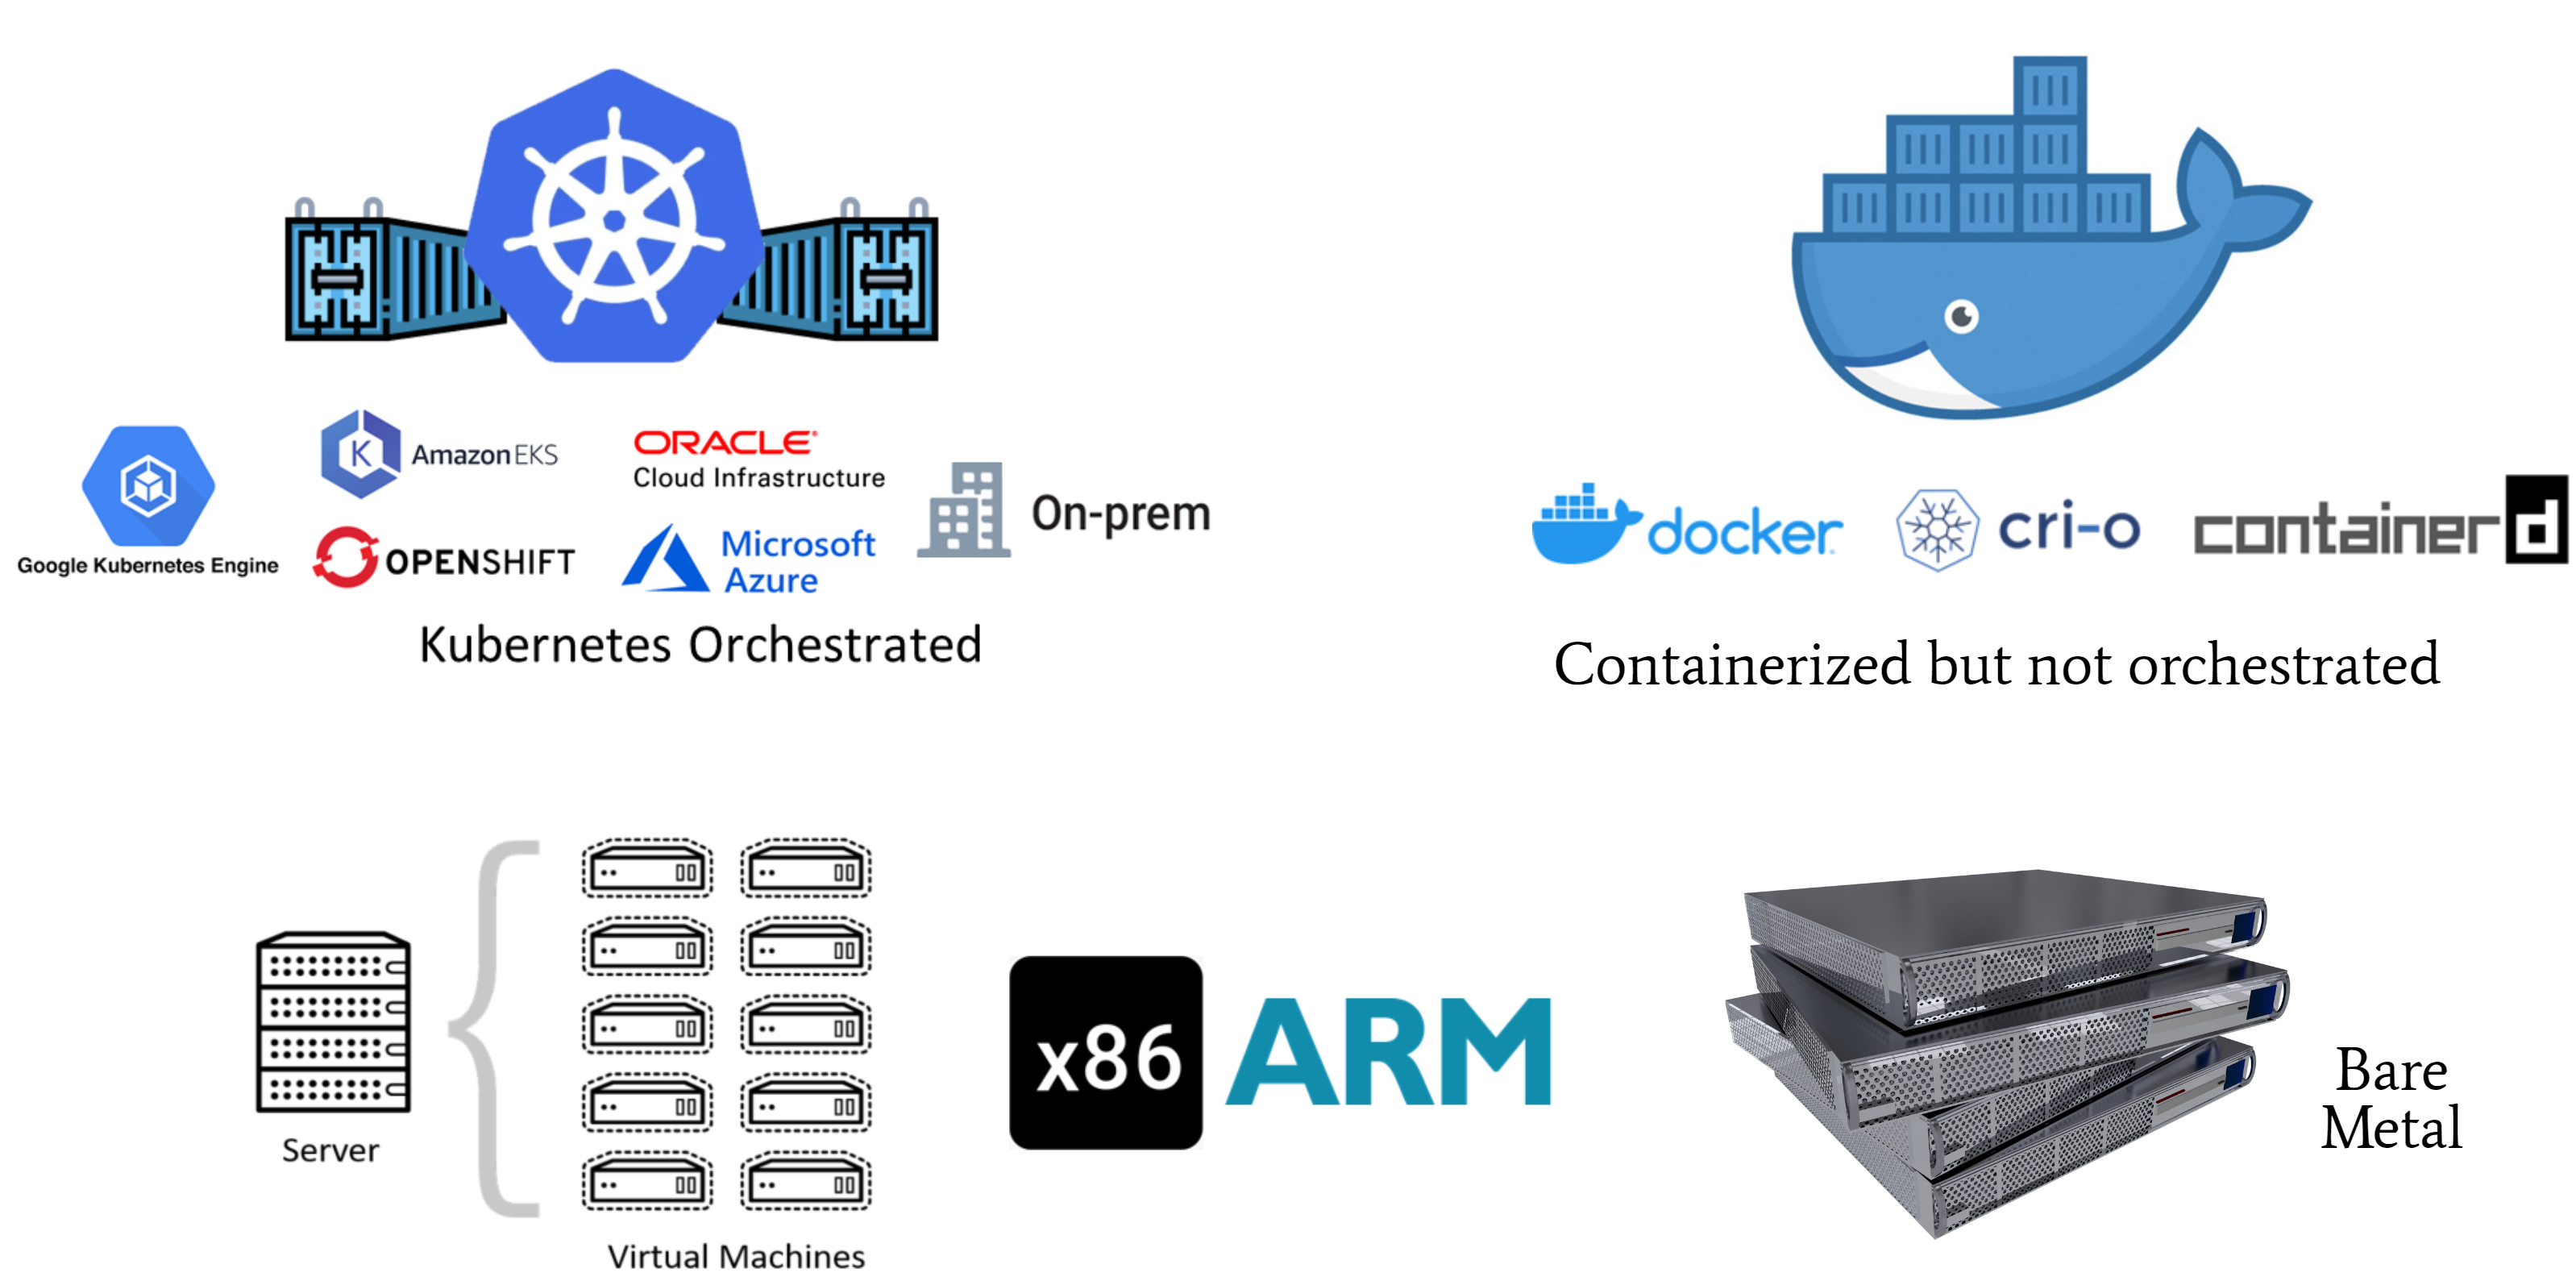 Google Kubernetes Engine
K
Amazon EKS
OPENSHIFT
ORACLE®
Cloud Infrastructure
Microsoft
Azure
On-prem
Kubernetes Orchestrated
docker
cri-o
containerd
Containerized but not orchestrated
Server
Virtual Machines
x86
ARM
Bare
Metal